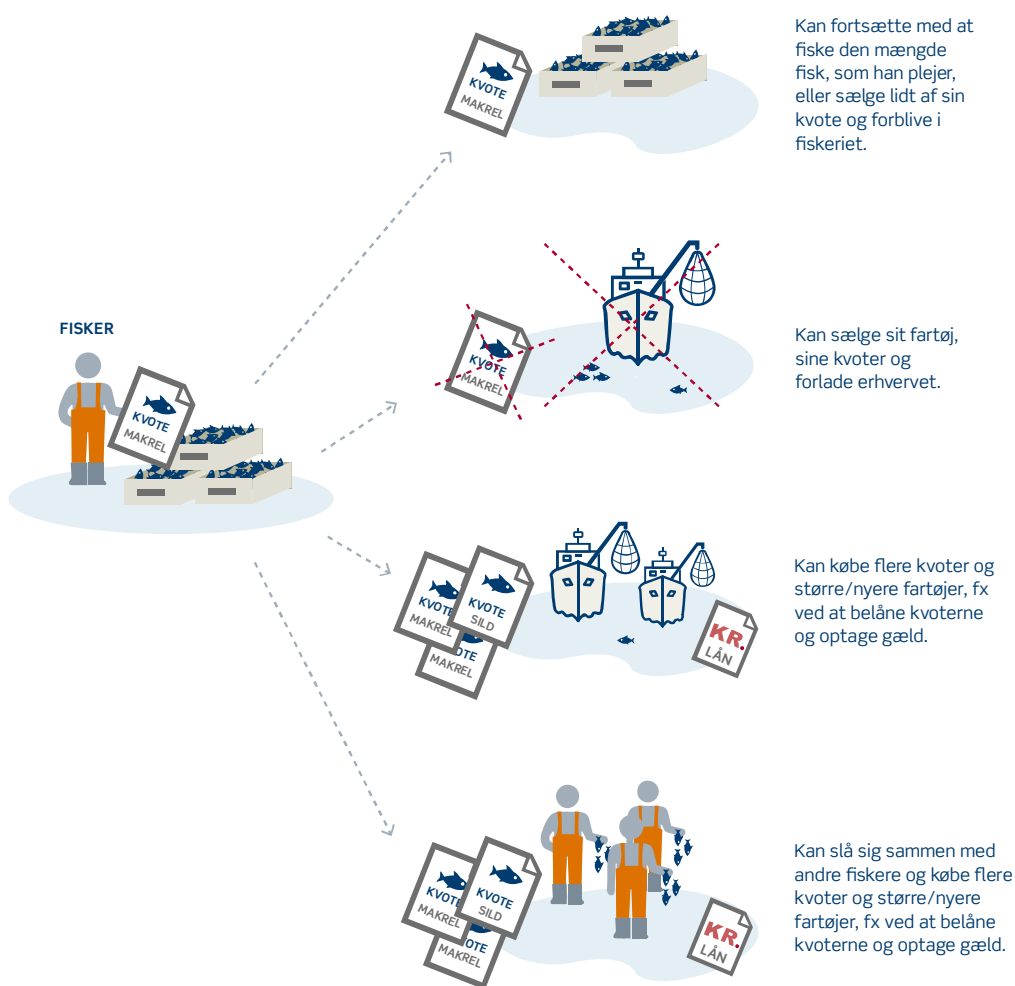 Kan fortsætte med at
fiske den mængde
fisk, som han plejer,
eller sælge lidt af sin
kvote og forblive i
fiskeriet.
KVOTE
MAKREL
FISKER
KVOTE
MAKREL
KVOTE
MAKREL
Kan sælge sit fartøj,
sine kvoter og
forlade erhvervet.
KVOTE
MAKREL
KVOTE
SILD
OTE
MAKREL
KR.
LÅN
Kan købe flere kvoter og
større/nyere fartøjer, fx
ved at belåne kvoterne
og optage gæld.
KVOTE
MAKREL
KVOTE
SILD
OTE
MAKREL
KR.
LÅN
Kan slå sig sammen med
andre fiskere og købe flere
kvoter og større/nyere
fartøjer, fx ved at belåne
kvoterne og optage gæld.